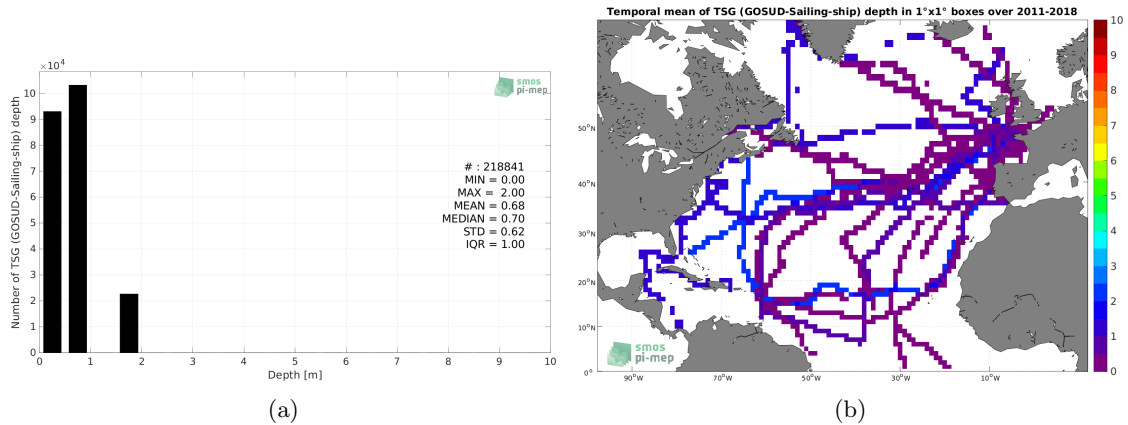 ×10⁴
10
9
8
7
6
5
4
3
2
1
0
Number of TSG (GOSUD-Sailing-ship) depth
smos
pi-mep
# : 218841
MIN = 0.00
MAX = 2.00
MEAN = 0.68
MEDIAN = 0.70
STD = 0.62
IQR = 1.00
0 1 2 3 4 5 6 7 8 9 10
Depth [m]
(a)
Temporal mean of TSG (GOSUD-Sailing-ship) depth in 1°x1° boxes over 2011-2018
50°N
40°N
30°N
20°N
10°N
0°
90°W 70°W 50°W 30°W 10°W
smos
pi-mep
10
9
8
7
6
5
4
3
2
1
0
(b)